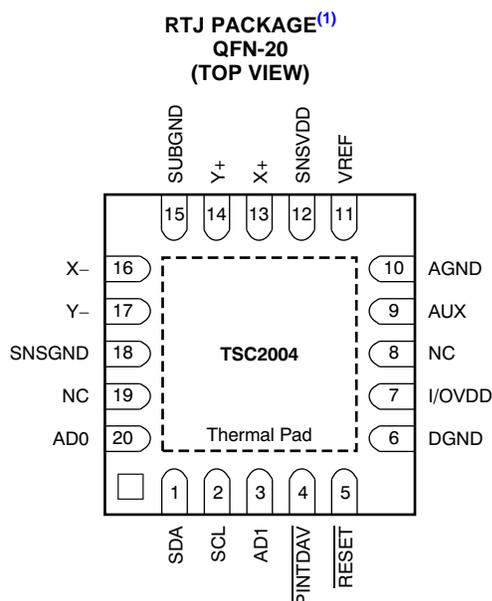 RTJ PACKAGE(1)
QFN-20
(TOP VIEW)
SUBGND
Y+
X+
SNSVDD
VREF
15 14 13 12 11
X– 16
10 AGND
Y– 17
9 AUX
SNSGND 18
TSC2004
8 NC
NC 19
7 I/OVDD
AD0 20
Thermal Pad
6 DGND
1 2 3 4 5
SDA
SCL
AD1
PINTDAV
RESET